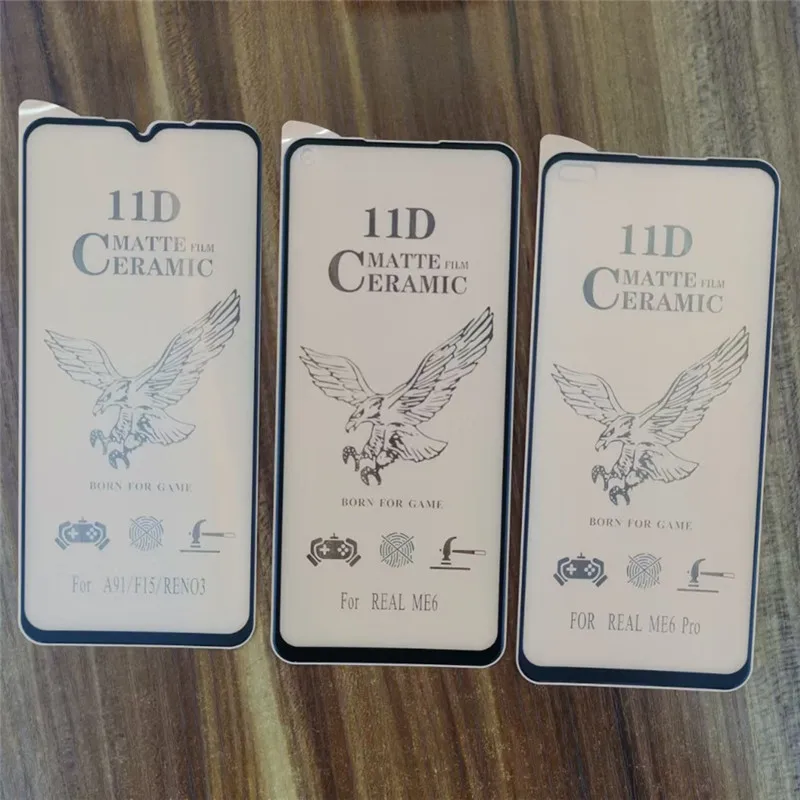 11D
CERAMIC MATTE FILM
BORN FOR GAME
For A91/F15/RENO3
11D
CERAMIC MATTE FILM
BORN FOR GAME
For REAL ME6
11D
CERAMIC MATTE FILM
BORN FOR GAME
FOR REAL ME6 Pro